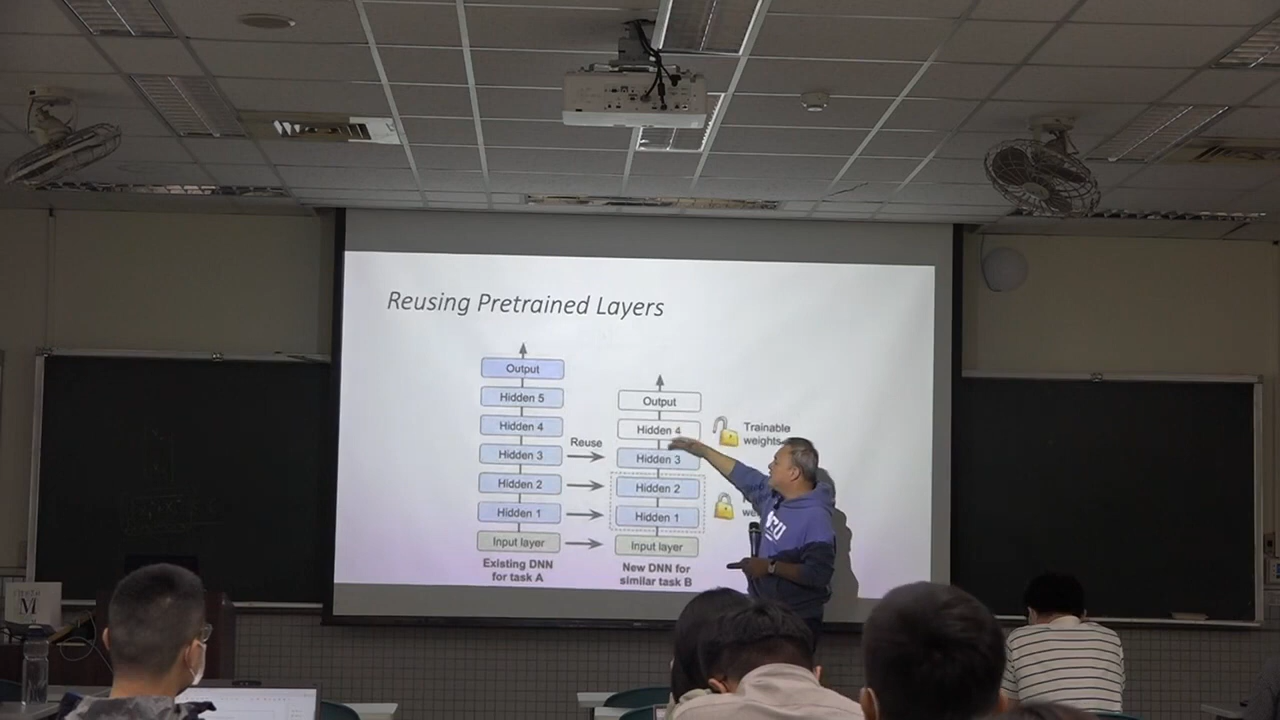 Reusing Pretrained Layers
Output
Hidden 5
Hidden 4
Hidden 3
Hidden 2
Hidden 1
Input layer
Existing DNN
for task A
Reuse
Output
Hidden 4
Hidden 3
Hidden 2
Hidden 1
Input layer
New DNN for
similar task B
Trainable
weights
M